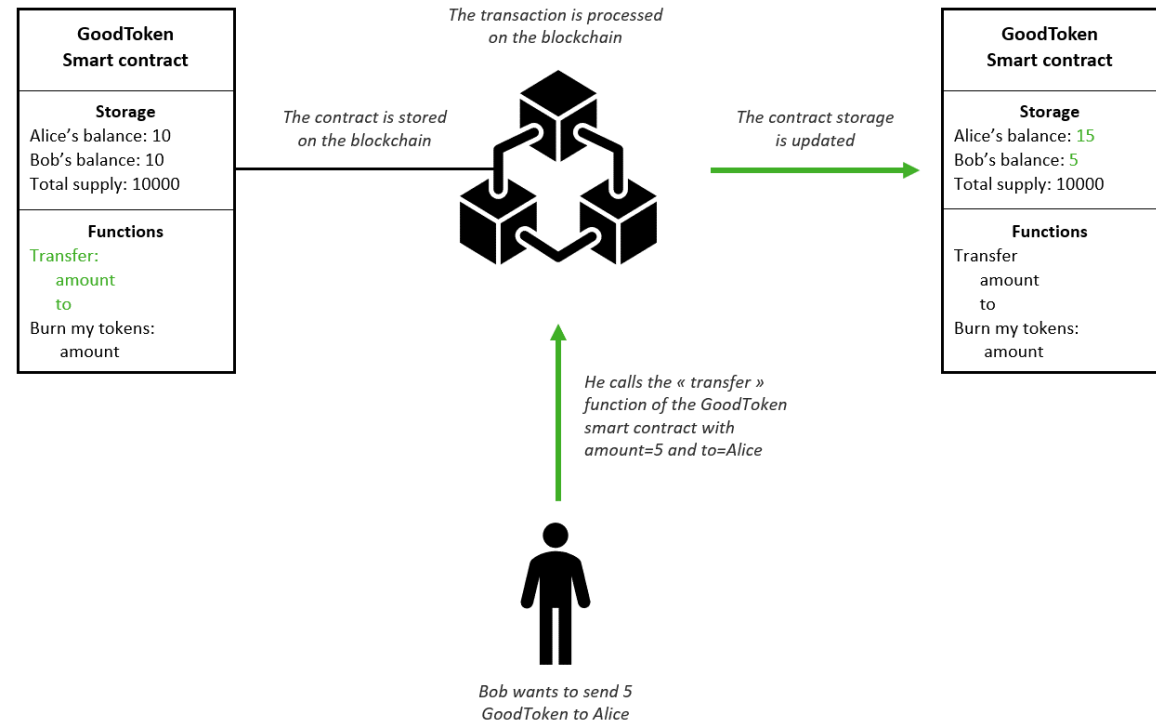 GoodToken
Smart contract
Storage
Alice's balance: 10
Bob's balance: 10
Total supply: 10000
Functions
Transfer:
amount
to
Burn my tokens:
amount
The contract is stored
on the blockchain
The transaction is processed
on the blockchain
The contract storage
is updated
GoodToken
Smart contract
Storage
Alice's balance: 15
Bob's balance: 5
Total supply: 10000
Functions
Transfer
amount
to
Burn my tokens:
amount
He calls the « transfer »
function of the GoodToken
smart contract with
amount=5 and to=Alice
Bob wants to send 5
GoodToken to Alice